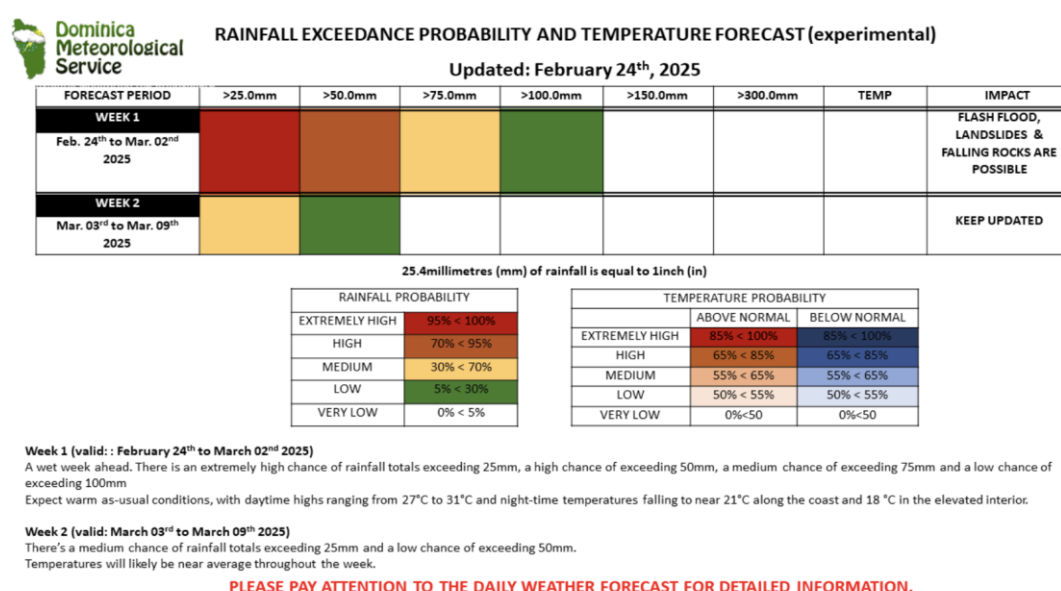 Dominica
Meteorological
Service
RAINFALL EXCEEDANCE PROBABILITY AND TEMPERATURE FORECAST (experimental)
Updated: February 24th, 2025
FORECAST PERIOD >25.0mm >50.0mm >75.0mm >100.0mm >150.0mm >300.0mm TEMP IMPACT
WEEK 1
Feb. 24th to Mar. 02nd
2025
FLASH FLOOD,
LANDSLIDES &
FALLING ROCKS ARE
POSSIBLE
WEEK 2
Mar. 03rd to Mar. 09th
2025
KEEP UPDATED
25.4millimetres (mm) of rainfall is equal to 1inch (in)
RAINFALL PROBABILITY
EXTREMELY HIGH 95% < 100%
HIGH 70% < 95%
MEDIUM 30% < 70%
LOW 5% < 30%
VERY LOW 0% < 5%
TEMPERATURE PROBABILITY
ABOVE NORMAL BELOW NORMAL
EXTREMELY HIGH 85% < 100% 85% < 100%
HIGH 65% < 85% 65% < 85%
MEDIUM 55% < 65% 55% < 65%
LOW 50% < 55% 50% < 55%
VERY LOW 0%<50 0%<50
Week 1 (valid: : February 24th to March 02nd 2025)
A wet week ahead. There is an extremely high chance of rainfall totals exceeding 25mm, a high chance of exceeding 50mm, a medium chance of exceeding 75mm and a low chance of
exceeding 100mm
Expect warm as-usual conditions, with daytime highs ranging from 27°C to 31°C and night-time temperatures falling to near 21°C along the coast and 18 °C in the elevated interior.
Week 2 (valid: March 03rd to March 09th 2025)
There's a medium chance of rainfall totals exceeding 25mm and a low chance of exceeding 50mm.
Temperatures will likely be near average throughout the week.
PLEASE PAY ATTENTION TO THE DAILY WEATHER FORECAST FOR DETAILED INFORMATION.